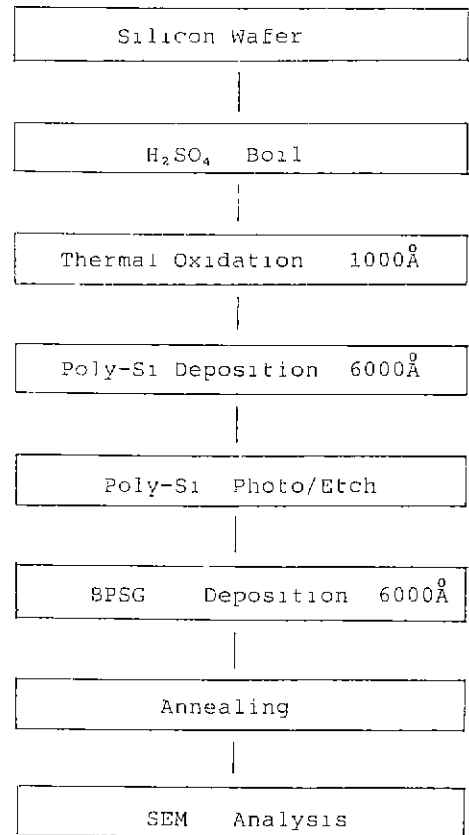 Silicon Wafer
H₂SO₄ Boil
Thermal Oxidation 1000Å
Poly-Si Deposition 6000Å
Poly-Si Photo/Etch
BPSG Deposition 6000Å
Annealing
SEM Analysis